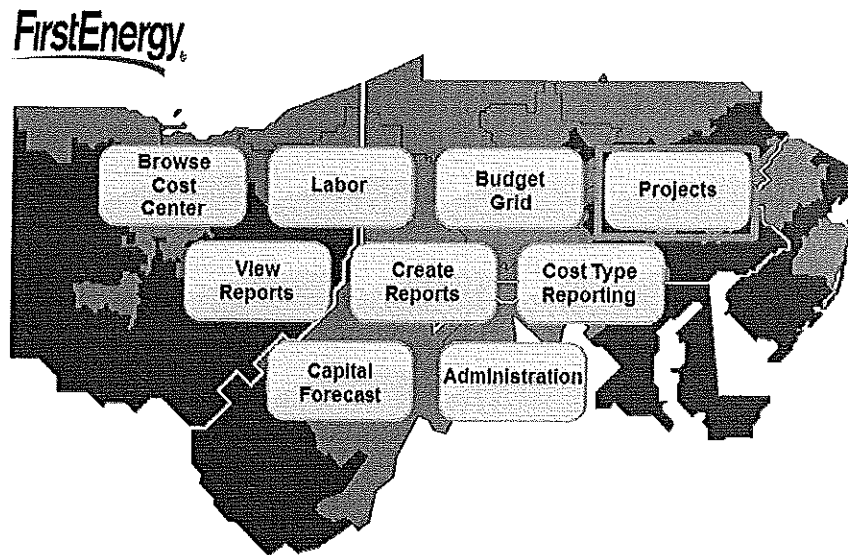 FirstEnergy®
Browse
Cost
Center
Labor
Budget
Grid
Projects
View
Reports
Create
Reports
Cost Type
Reporting
Capital
Forecast
Administration